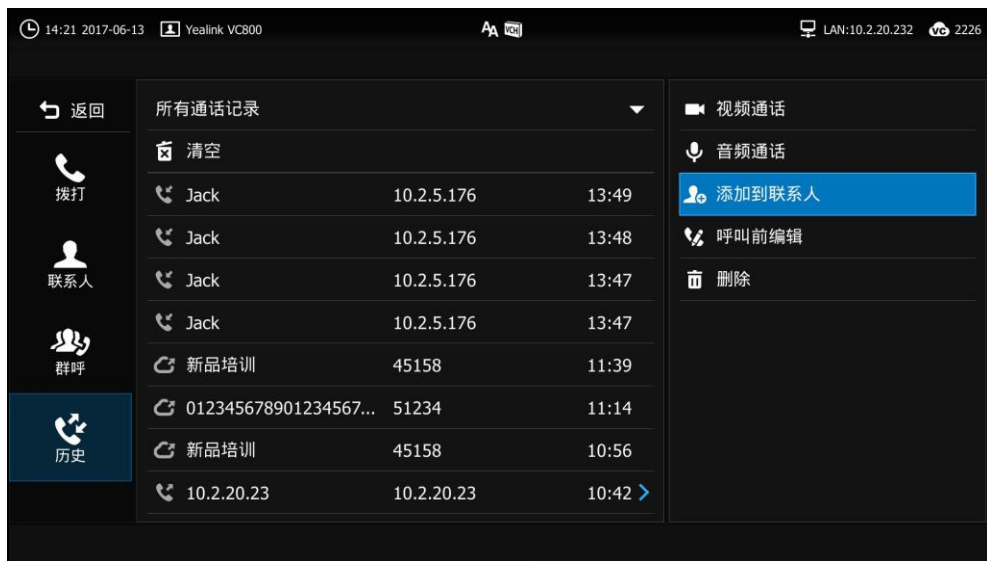 14:21 2017-06-13 Yealink VC800 AA VCH LAN:10.2.20.232 VC 2226
返回
拨打
联系人
群呼
历史
所有通话记录
清空
Jack 10.2.5.176 13:49
Jack 10.2.5.176 13:48
Jack 10.2.5.176 13:47
Jack 10.2.5.176 13:47
新品培训 45158 11:39
012345678901234567... 51234 11:14
新品培训 45158 10:56
10.2.20.23 10.2.20.23 10:42
视频通话
音频通话
添加到联系人
呼叫前编辑
删除